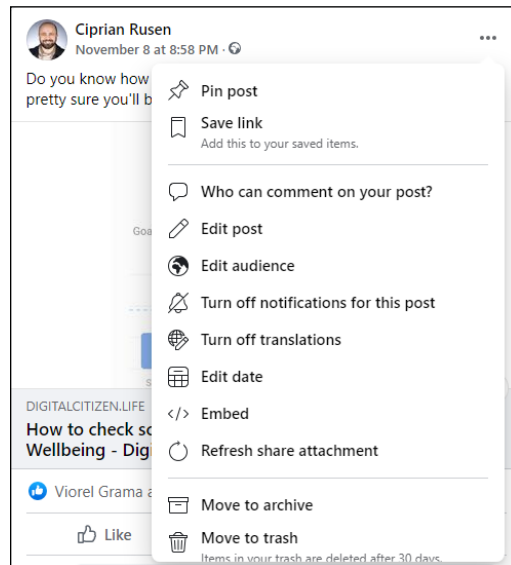 Ciprian Rusen
November 8 at 8:58 PM ·
Do you know how
pretty sure you'll b
Pin post
Save link
Add this to your saved items.
Who can comment on your post?
Goa
Edit post
Edit audience
Turn off notifications for this post
Turn off translations
Edit date
DIGITALCITIZEN.LIFE
Embed
How to check sc
Wellbeing - Digi
Refresh share attachment
Viorel Grama a
Move to archive
Like
Move to trash
Items in your trash are deleted after 30 days.